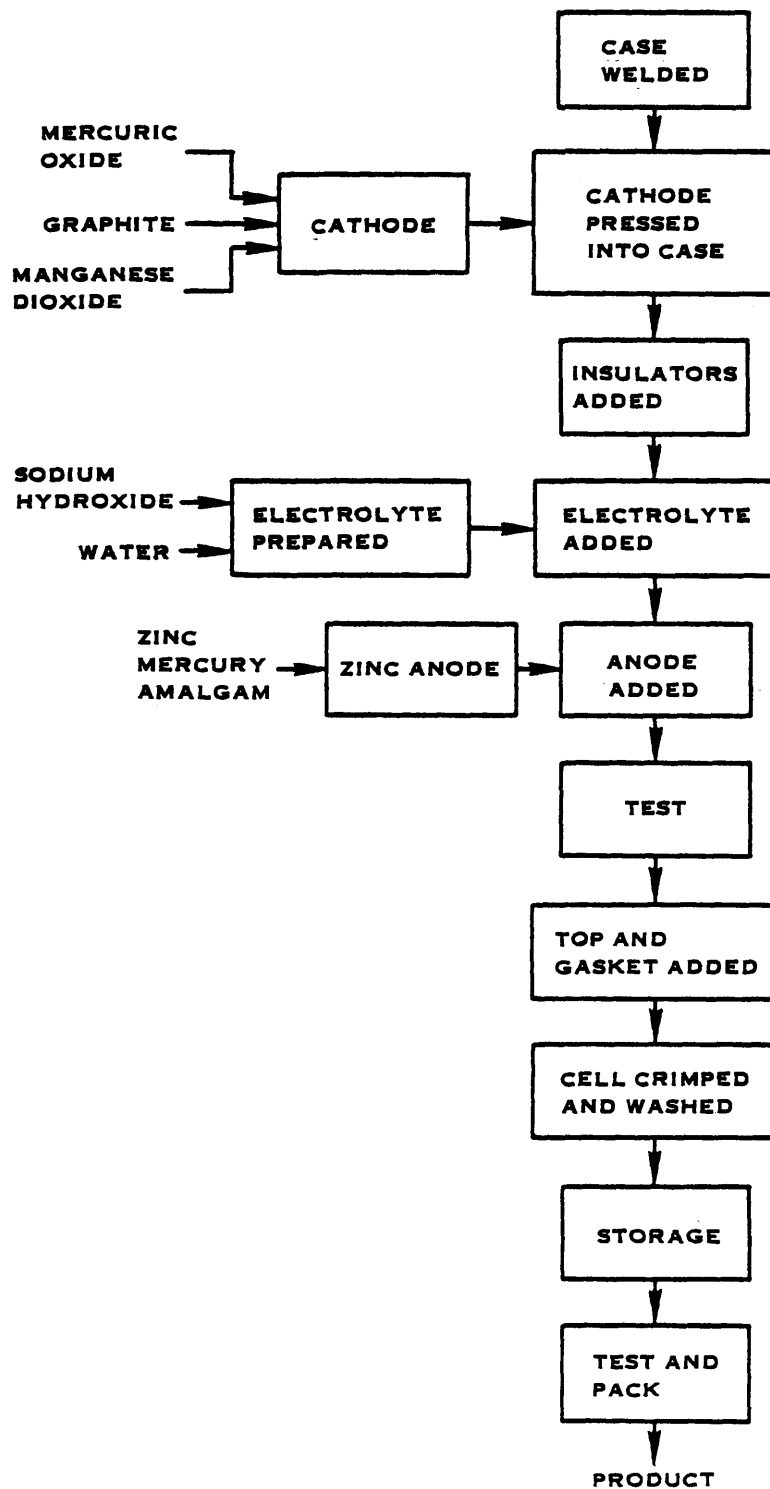 CASE
WELDED
MERCURIC
OXIDE
GRAPHITE
MANGANESE
DIOXIDE
CATHODE
CATHODE
PRESSED
INTO CASE
INSULATORS
ADDED
SODIUM
HYDROXIDE
WATER
ELECTROLYTE
PREPARED
ELECTROLYTE
ADDED
ZINC
MERCURY
AMALGAM
ZINC ANODE
ANODE
ADDED
TEST
TOP AND
GASKET ADDED
CELL CRIMPED
AND WASHED
STORAGE
TEST AND
PACK
PRODUCT